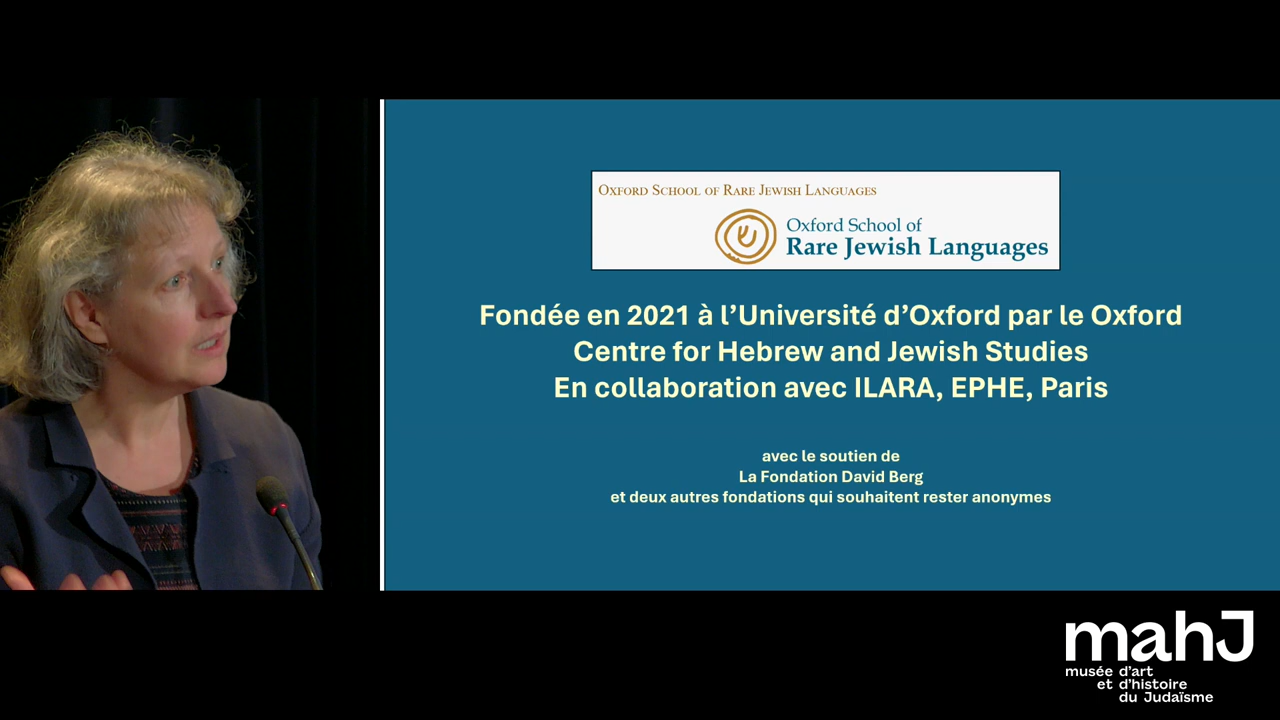 OXFORD SCHOOL OF RARE JEWISH LANGUAGES
ש
Oxford School of
Rare Jewish Languages
Fondée en 2021 à l’Université d’Oxford par le Oxford
Centre for Hebrew and Jewish Studies
En collaboration avec ILARA, EPHE, Paris
avec le soutien de
La Fondation David Berg
et deux autres fondations qui souhaitent rester anonymes
mahJ
musée d’art
et d’histoire
du Judaïsme